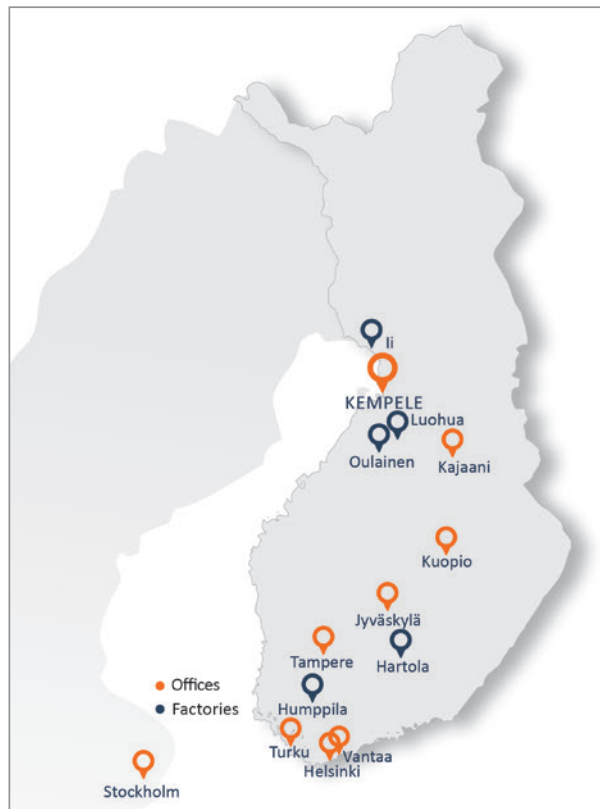 Ii
KEMPELE
Luohua
Oulainen
Kajaani
Kuopio
Jyväskylä
Tampere
Hartola
Offices
Humppila
Factories
Turku
Vantaa
Helsinki
Stockholm